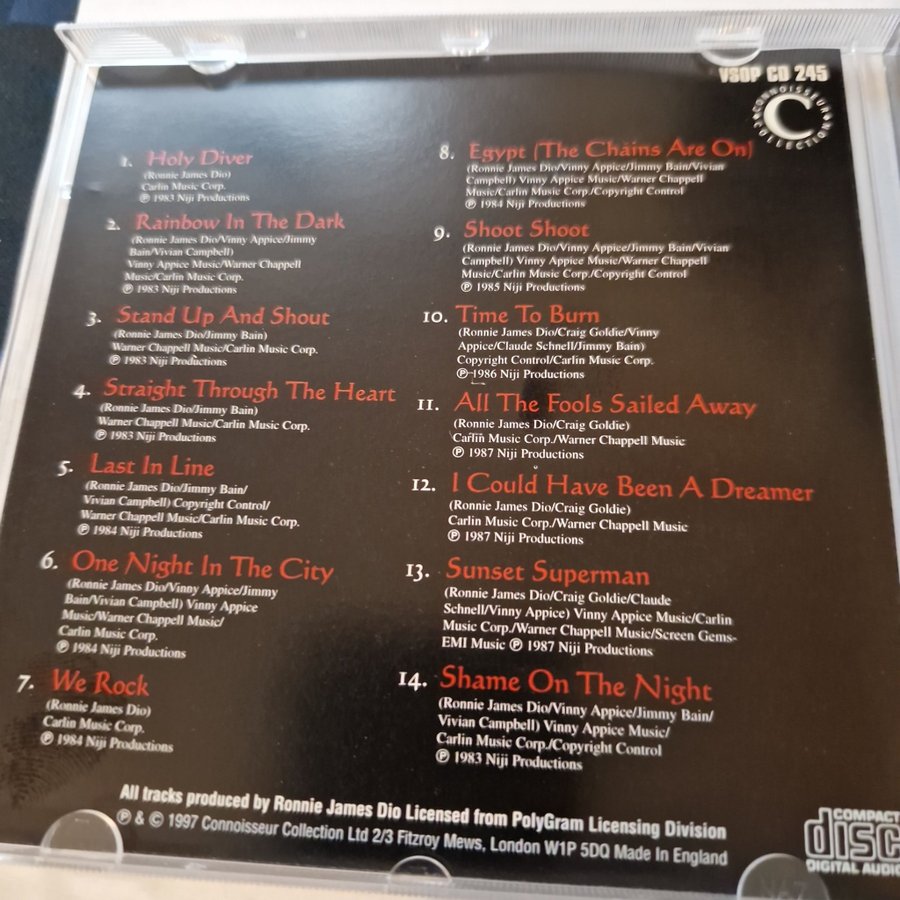 VSOP CD 245
CONNOISSEUR COLLECTION
C
1. Holy Diver
(Ronnie James Dio)
Carlin Music Corp.
℗ 1983 Niji Productions
2. Rainbow In The Dark
(Ronnie James Dio/Vinny Appice/Jimmy
Bain/Vivian Campbell)
Vinny Appice Music/Warner Chappell
Music/Carlin Music Corp.
℗ 1983 Niji Productions
3. Stand Up And Shout
(Ronnie James Dio/Jimmy Bain)
Warner Chappell Music/Carlin Music Corp.
℗ 1983 Niji Productions
4. Straight Through The Heart
(Ronnie James Dio/Jimmy Bain)
Warner Chappell Music/Carlin Music Corp.
℗ 1983 Niji Productions
5. Last In Line
(Ronnie James Dio/Jimmy Bain/
Vivian Campbell) Copyright Control/
Warner Chappell Music/Carlin Music Corp.
℗ 1984 Niji Productions
6. One Night In The City
(Ronnie James Dio/Vinny Appice/Jimmy
Bain/Vivian Campbell) Vinny Appice
Music/Warner Chappell Music/
Carlin Music Corp.
℗ 1984 Niji Productions
7. We Rock
(Ronnie James Dio)
Carlin Music Corp.
℗ 1984 Niji Productions
8. Egypt (The Chains Are On)
(Ronnie James Dio/Vinny Appice/Jimmy Bain/Vivian
Campbell) Vinny Appice Music/Warner Chappell
Music/Carlin Music Corp./Copyright Control
℗ 1984 Niji Productions
9. Shoot Shoot
(Ronnie James Dio/Vinny Appice/Jimmy Bain/Vivian
Campbell) Vinny Appice Music/Warner Chappell
Music/Carlin Music Corp./Copyright Control
℗ 1985 Niji Productions
10. Time To Burn
(Ronnie James Dio/Craig Goldie/Vinny
Appice/Claude Schnell/Jimmy Bain)
Copyright Control/Carlin Music Corp.
℗ 1986 Niji Productions
11. All The Fools Sailed Away
(Ronnie James Dio/Craig Goldie)
Carlin Music Corp./Warner Chappell Music
℗ 1987 Niji Productions
12. I Could Have Been A Dreamer
(Ronnie James Dio/Craig Goldie)
Carlin Music Corp./Warner Chappell Music
℗ 1987 Niji Productions
13. Sunset Superman
(Ronnie James Dio/Craig Goldie/Claude
Schnell/Vinny Appice) Vinny Appice Music/Carlin
Music Corp./Warner Chappell Music/Screen Gems-
EMI Music ℗ 1987 Niji Productions
14. Shame On The Night
(Ronnie James Dio/Vinny Appice/Jimmy Bain/
Vivian Campbell) Vinny Appice Music/
Carlin Music Corp./Copyright Control
℗ 1983 Niji Productions
All tracks produced by Ronnie James Dio Licensed from PolyGram Licensing Division
℗ & © 1997 Connoisseur Collection Ltd 2/3 Fitzroy Mews, London W1P 5DQ Made In England
COMPACT
disc
DIGITAL AUDIO